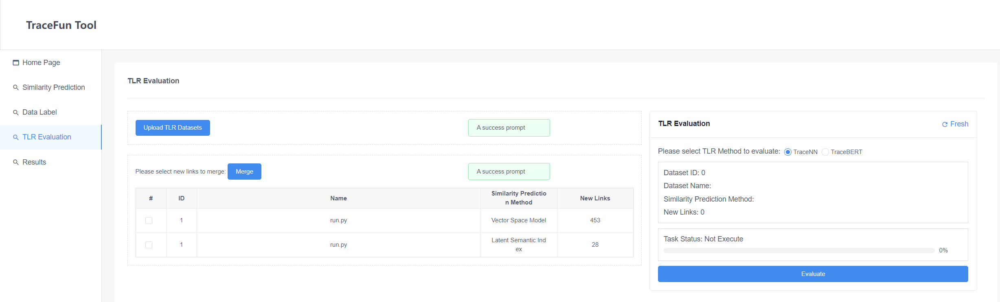 TraceFun Tool
Home Page
Similarity Prediction
Data Label
TLR Evaluation
Results
TLR Evaluation
Upload TLR Datasets
A success prompt
Please select new links to merge: Merge
A success prompt
# ID Name Similarity Predictio New Links
n Method
1 run.py Vector Space Model 453
1 run.py Latent Semantic Ind 28
ex
TLR Evaluation Fresh
Please select TLR Method to evaluate: TraceNN TraceBERT
Dataset ID: 0
Dataset Name:
Similarity Prediction Method:
New Links: 0
Task Status: Not Execute
0%
Evaluate